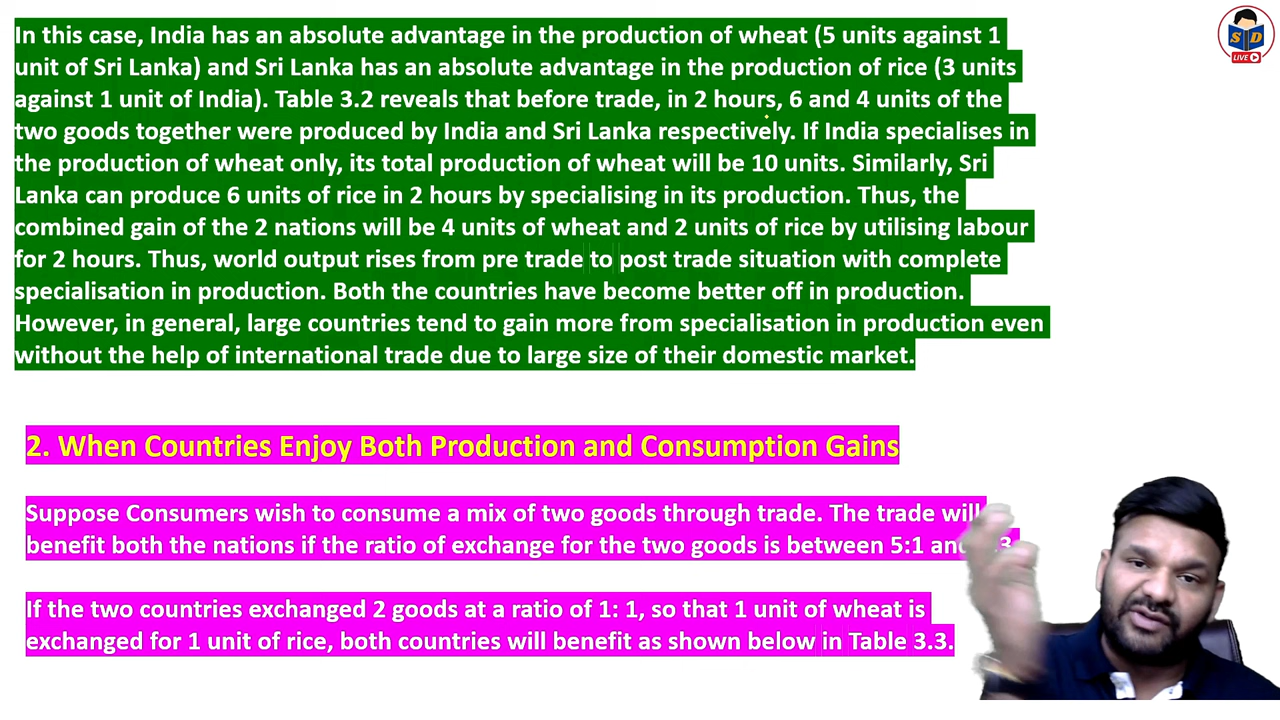 In this case, India has an absolute advantage in the production of wheat (5 units against 1
unit of Sri Lanka) and Sri Lanka has an absolute advantage in the production of rice (3 units
against 1 unit of India). Table 3.2 reveals that before trade, in 2 hours, 6 and 4 units of the
two goods together were produced by India and Sri Lanka respectively. If India specialises in
the production of wheat only, its total production of wheat will be 10 units. Similarly, Sri
Lanka can produce 6 units of rice in 2 hours by specialising in its production. Thus, the
combined gain of the 2 nations will be 4 units of wheat and 2 units of rice by utilising labour
for 2 hours. Thus, world output rises from pre trade to post trade situation with complete
specialisation in production. Both the countries have become better off in production.
However, in general, large countries tend to gain more from specialisation in production even
without the help of international trade due to large size of their domestic market.
S D
LIVE
2. When Countries Enjoy Both Production and Consumption Gains
Suppose Consumers wish to consume a mix of two goods through trade. The trade will
benefit both the nations if the ratio of exchange for the two goods is between 5:1 and
If the two countries exchanged 2 goods at a ratio of 1: 1, so that 1 unit of wheat is
exchanged for 1 unit of rice, both countries will benefit as shown below in Table 3.3.